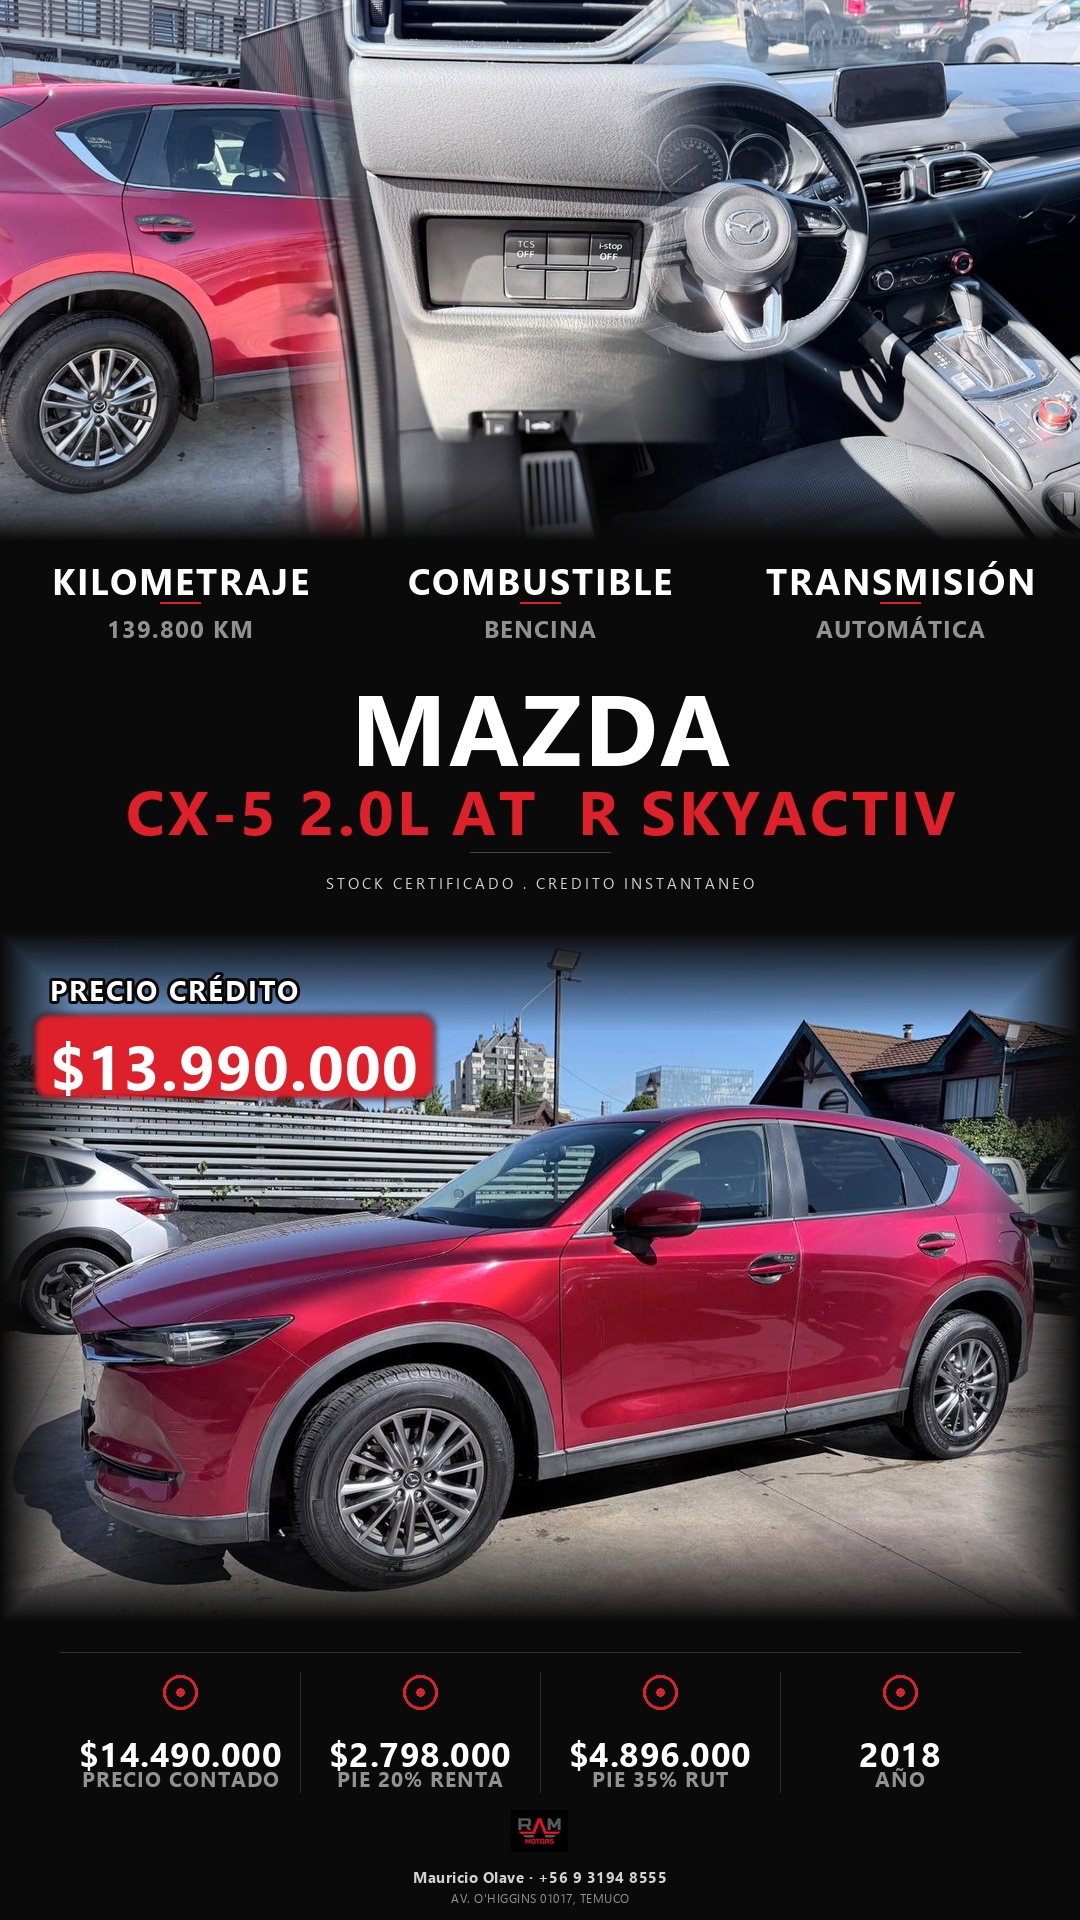 TCS
OFF
i-stop
OFF
KILOMETRAJE
139.800 KM
COMBUSTIBLE
BENCINA
TRANSMISIÓN
AUTOMÁTICA
MAZDA
CX-5 2.0L AT  R SKYACTIV
STOCK CERTIFICADO . CREDITO INSTANTANEO
PRECIO CRÉDITO
$13.990.000
$14.490.000
PRECIO CONTADO
$2.798.000
PIE 20% RENTA
$4.896.000
PIE 35% RUT
2018
AÑO
RAM
MOTORS
Mauricio Olave · +56 9 3194 8555
AV. O'HIGGINS 01017, TEMUCO